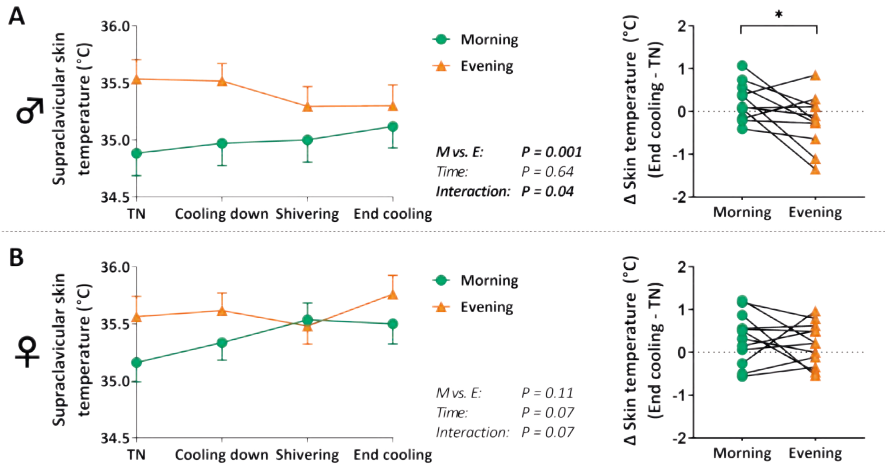 A
Supraclavicular skin
temperature (°C)
36.0
35.5
35.0
34.5
TN
Cooling down
Shivering
End cooling
Morning
Evening
M vs. E: P = 0.001
Time: P = 0.64
Interaction: P = 0.04
Δ Skin temperature (°C)
(End cooling - TN)
2
1
0
-1
-2
*
Morning
Evening
♂
B
Supraclavicular skin
temperature (°C)
36.0
35.5
35.0
34.5
TN
Cooling down
Shivering
End cooling
Morning
Evening
M vs. E: P = 0.11
Time: P = 0.07
Interaction: P = 0.07
Δ Skin temperature (°C)
(End cooling - TN)
2
1
0
-1
-2
Morning
Evening
♀